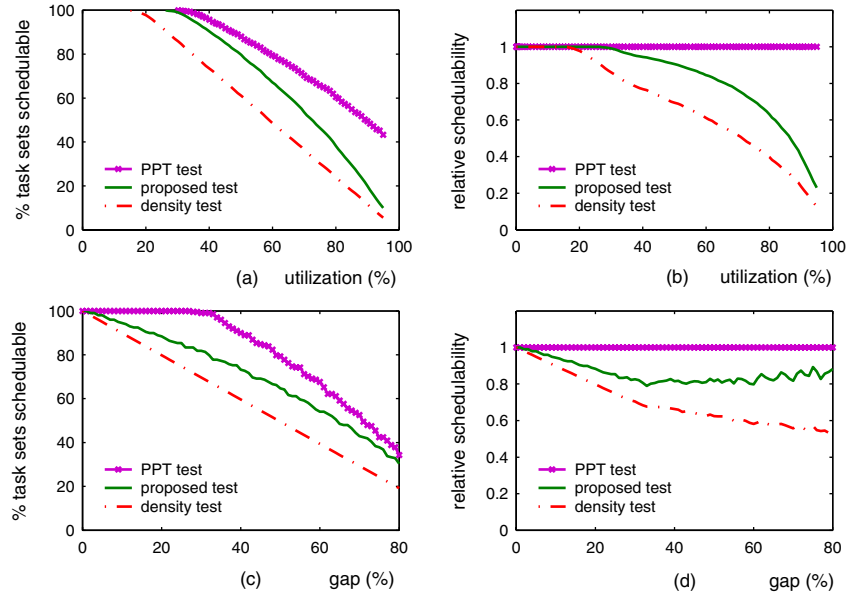 % task sets schedulable
100
80
60
40
20
0
PPT test
proposed test
density test
0 20 40 60 80 100
(a) utilization (%)
relative schedulability
1.2
1
0.8
0.6
0.4
0.2
0
PPT test
proposed test
density test
0 20 40 60 80 100
(b) utilization (%)
% task sets schedulable
100
80
60
40
20
0
PPT test
proposed test
density test
0 20 40 60 80
(c) gap (%)
relative schedulability
1.2
1
0.8
0.6
0.4
0.2
0
PPT test
proposed test
density test
0 20 40 60 80
(d) gap (%)